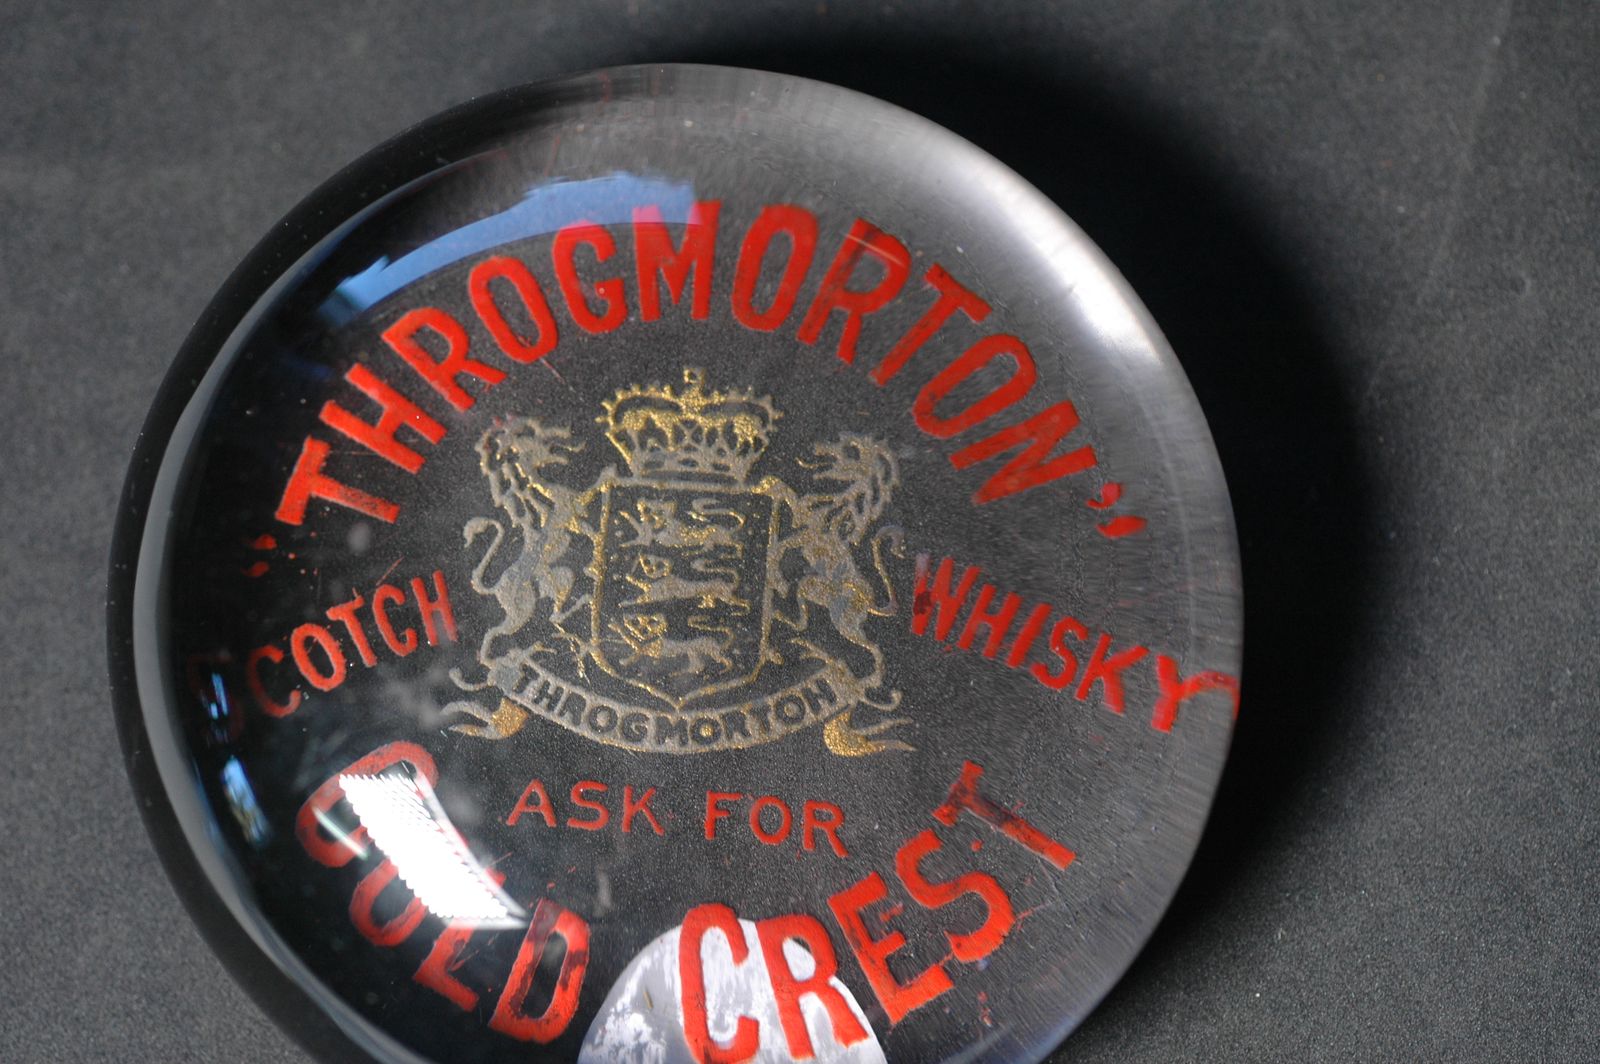 "THROGMORTON"
SCOTCH WHISKY
THROGMORTON
ASK FOR
GOLD CREST